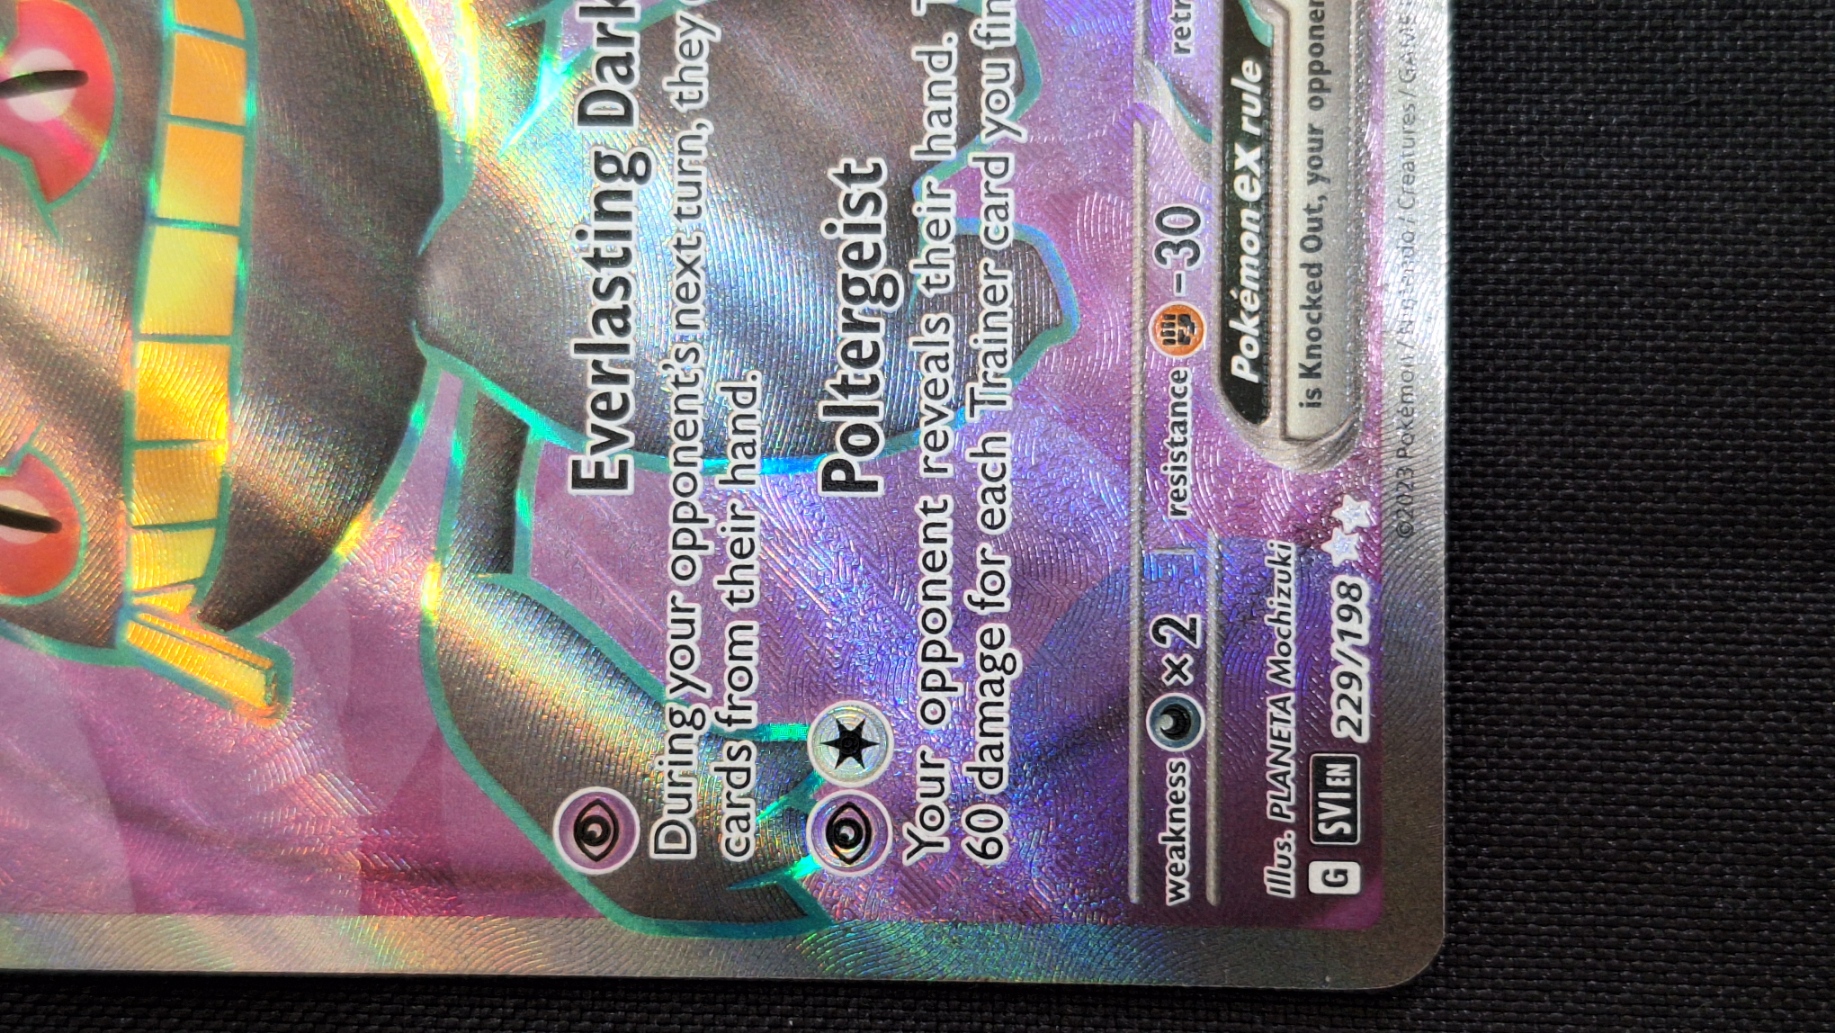 Everlasting Dark
During your opponent's next turn, they
cards from their hand.
Poltergeist
Your opponent reveals their hand.
60 damage for each Trainer card you
weakness ×2 resistance -30
Pokémon ex rule
Illus. PLANETA Mochizuki
is Knocked Out, your
G SVI EN 229/198
©2023 Pokémon / Nintendo / Creatures / GAME